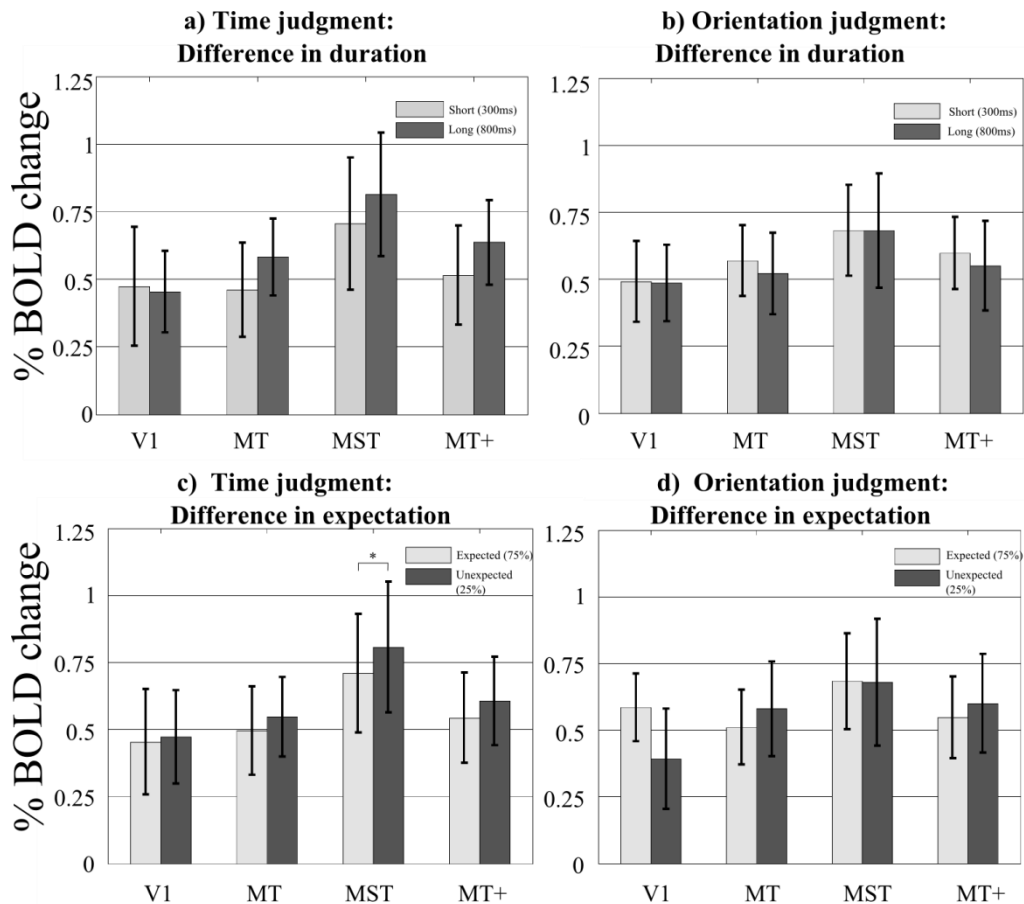 a) Time judgment:
Difference in duration
b) Orientation judgment:
Difference in duration
% BOLD change
1.25
1
0.75
0.5
0.25
0
Short (300ms)
Long (800ms)
V1 MT MST MT+
1.25
1
0.75
0.5
0.25
0
Short (300ms)
Long (800ms)
V1 MT MST MT+
c) Time judgment:
Difference in expectation
d) Orientation judgment:
Difference in expectation
% BOLD change
1.25
1
0.75
0.5
0.25
0
*
Expected (75%)
Unexpected
(25%)
V1 MT MST MT+
1.25
1
0.75
0.5
0.25
0
Expected (75%)
Unexpected
(25%)
V1 MT MST MT+